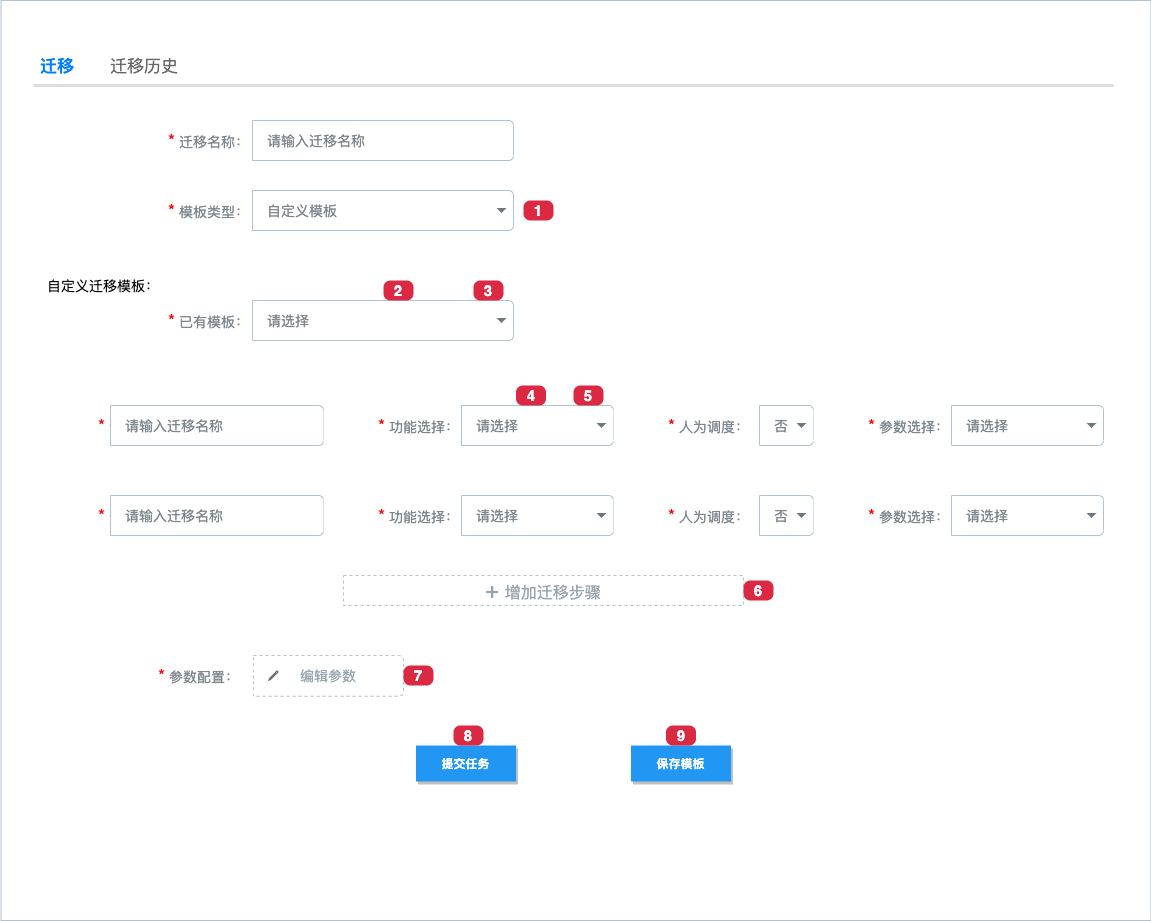 迁移 迁移历史
* 迁移名称: 请输入迁移名称
* 模板类型: 自定义模板 1
自定义迁移模板:
2 3
* 已有模板: 请选择
4 5
* 请输入迁移名称 * 功能选择: 请选择 * 人为调度: 否 * 参数选择: 请选择
* 请输入迁移名称 * 功能选择: 请选择 * 人为调度: 否 * 参数选择: 请选择
+ 增加迁移步骤 6
* 参数配置: 编辑参数 7
8 9
提交任务 保存模板